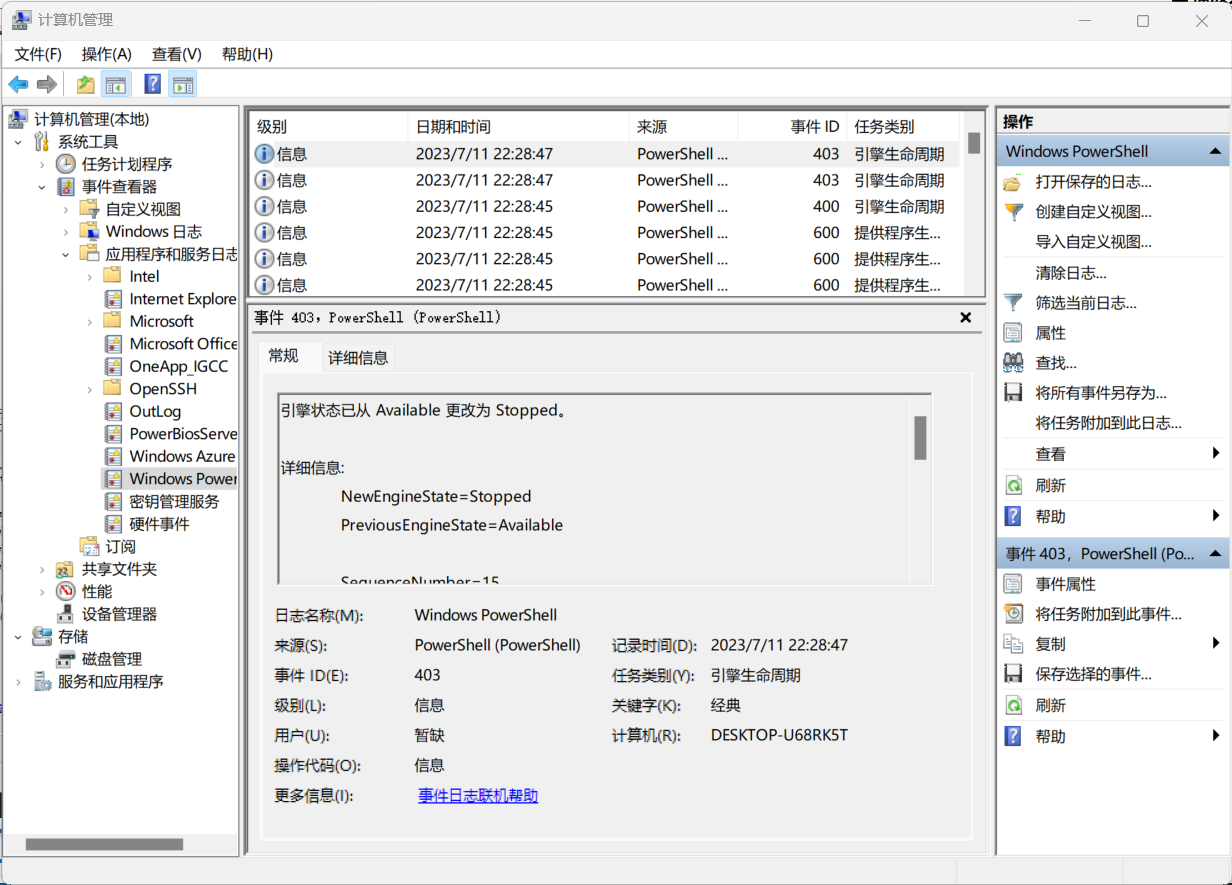 计算机管理
文件(F) 操作(A) 查看(V) 帮助(H)
计算机管理(本地)
系统工具
任务计划程序
事件查看器
自定义视图
Windows 日志
应用程序和服务日志
Intel
Internet Explore
Microsoft
Microsoft Office
OneApp_IGCC
OpenSSH
OutLog
PowerBiosServe
Windows Azure
Windows Power
密钥管理服务
硬件事件
订阅
共享文件夹
性能
设备管理器
存储
磁盘管理
服务和应用程序
级别 日期和时间 来源 事件 ID 任务类别
信息 2023/7/11 22:28:47 PowerShell ... 403 引擎生命周期
信息 2023/7/11 22:28:47 PowerShell ... 403 引擎生命周期
信息 2023/7/11 22:28:45 PowerShell ... 400 引擎生命周期
信息 2023/7/11 22:28:45 PowerShell ... 600 提供程序生...
信息 2023/7/11 22:28:45 PowerShell ... 600 提供程序生...
信息 2023/7/11 22:28:45 PowerShell ... 600 提供程序生...
事件 403，PowerShell (PowerShell)
常规 详细信息
引擎状态已从 Available 更改为 Stopped。
详细信息:
NewEngineState=Stopped
PreviousEngineState=Available
SequenceNumber=15
日志名称(M): Windows PowerShell
来源(S): PowerShell (PowerShell) 记录时间(D): 2023/7/11 22:28:47
事件 ID(E): 403 任务类别(Y): 引擎生命周期
级别(L): 信息 关键字(K): 经典
用户(U): 暂缺 计算机(R): DESKTOP-U68RK5T
操作代码(O): 信息
更多信息(I): 事件日志联机帮助
操作
Windows PowerShell
打开保存的日志...
创建自定义视图...
导入自定义视图...
清除日志...
筛选当前日志...
属性
查找...
将所有事件另存为...
将任务附加到此日志...
查看
刷新
帮助
事件 403，PowerShell (Po...
事件属性
将任务附加到此事件...
复制
保存选择的事件...
刷新
帮助